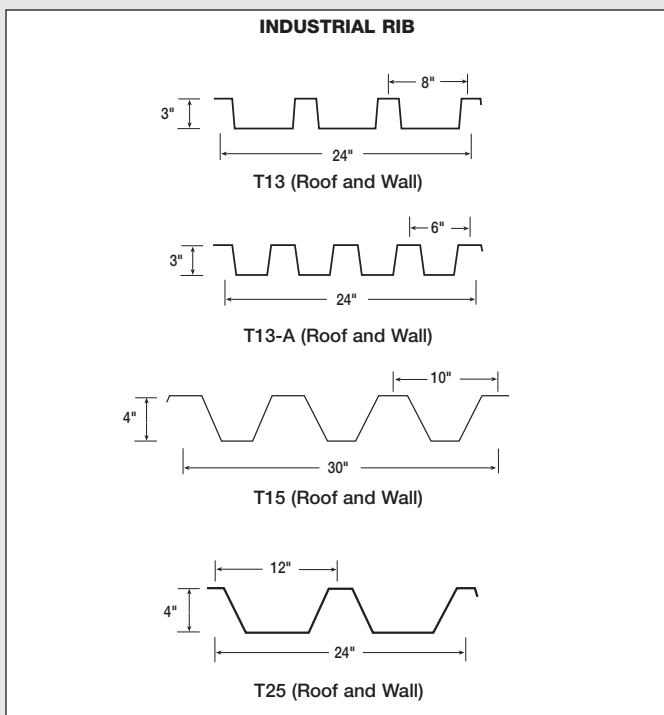 INDUSTRIAL RIB
8"
3"
24"
T13 (Roof and Wall)
6"
3"
24"
T13-A (Roof and Wall)
10"
4"
30"
T15 (Roof and Wall)
12"
4"
24"
T25 (Roof and Wall)